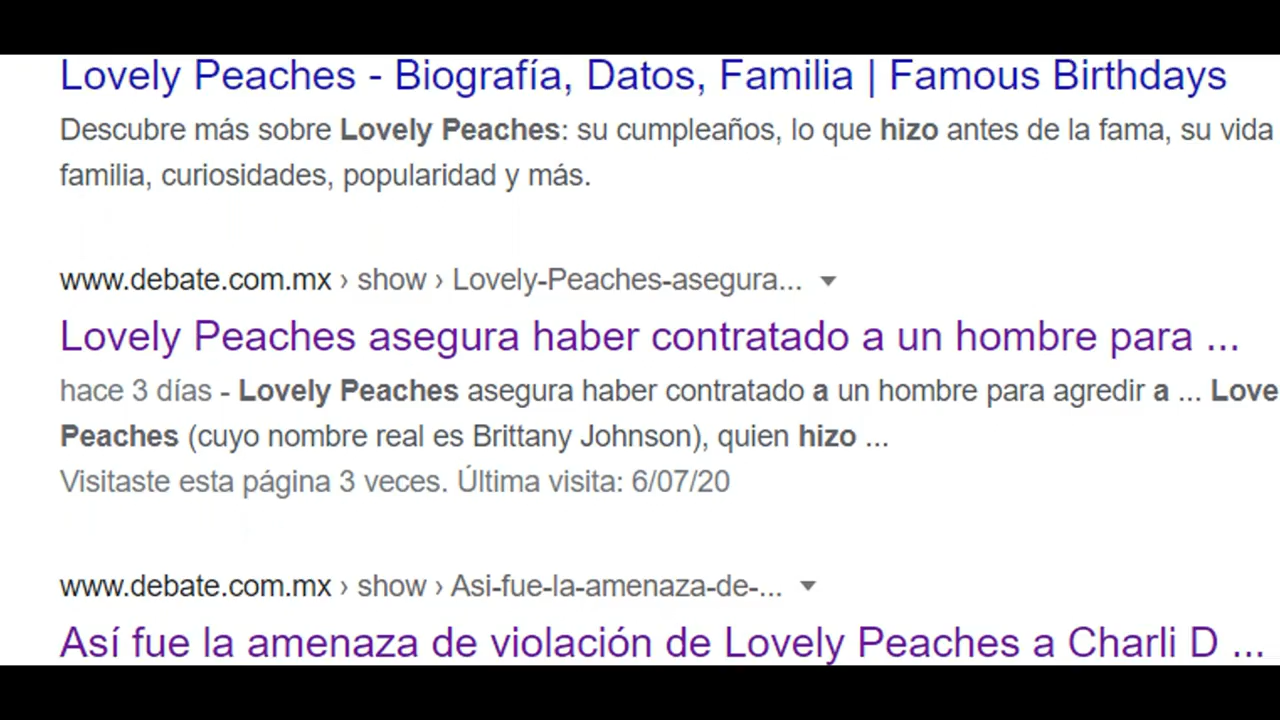 Lovely Peaches - Biografía, Datos, Familia | Famous Birthdays
Descubre más sobre Lovely Peaches: su cumpleaños, lo que hizo antes de la fama, su vida
familia, curiosidades, popularidad y más.
www.debate.com.mx › show › Lovely-Peaches-asegura...
Lovely Peaches asegura haber contratado a un hombre para ...
hace 3 días - Lovely Peaches asegura haber contratado a un hombre para agredir a ... Love
Peaches (cuyo nombre real es Brittany Johnson), quien hizo ...
Visitaste esta página 3 veces. Última visita: 6/07/20
www.debate.com.mx › show › Asi-fue-la-amenaza-de-...
Así fue la amenaza de violación de Lovely Peaches a Charli D ...